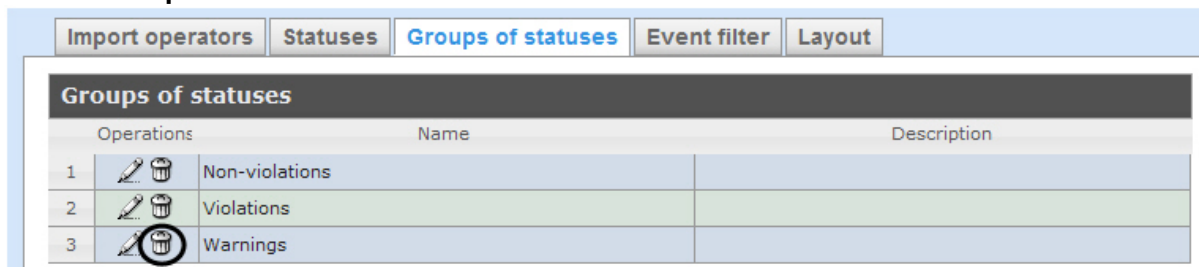 Import operators Statuses Groups of statuses Event filter Layout
Groups of statuses
Operations Name Description
1 Non-violations
2 Violations
3 Warnings